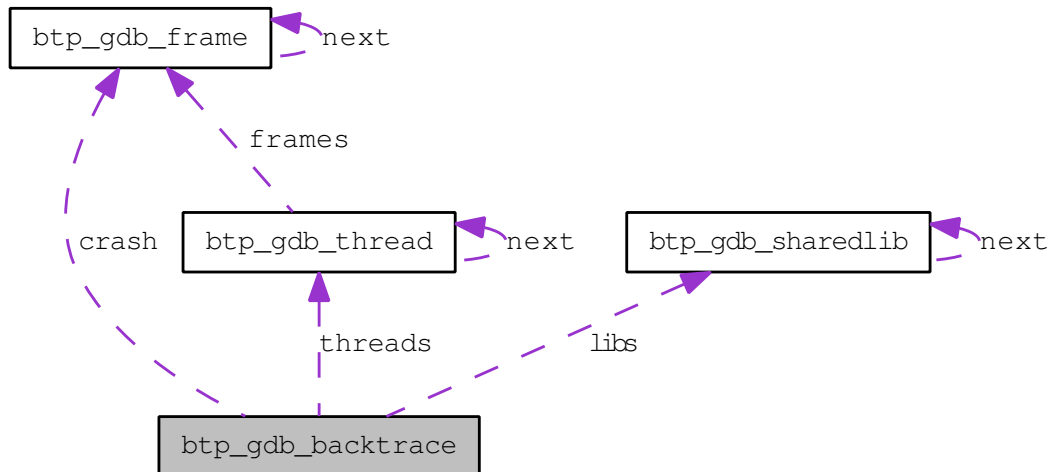 btp_gdb_frame
next
frames
crash
btp_gdb_thread
next
btp_gdb_sharedlib
next
threads
libs
btp_gdb_backtrace